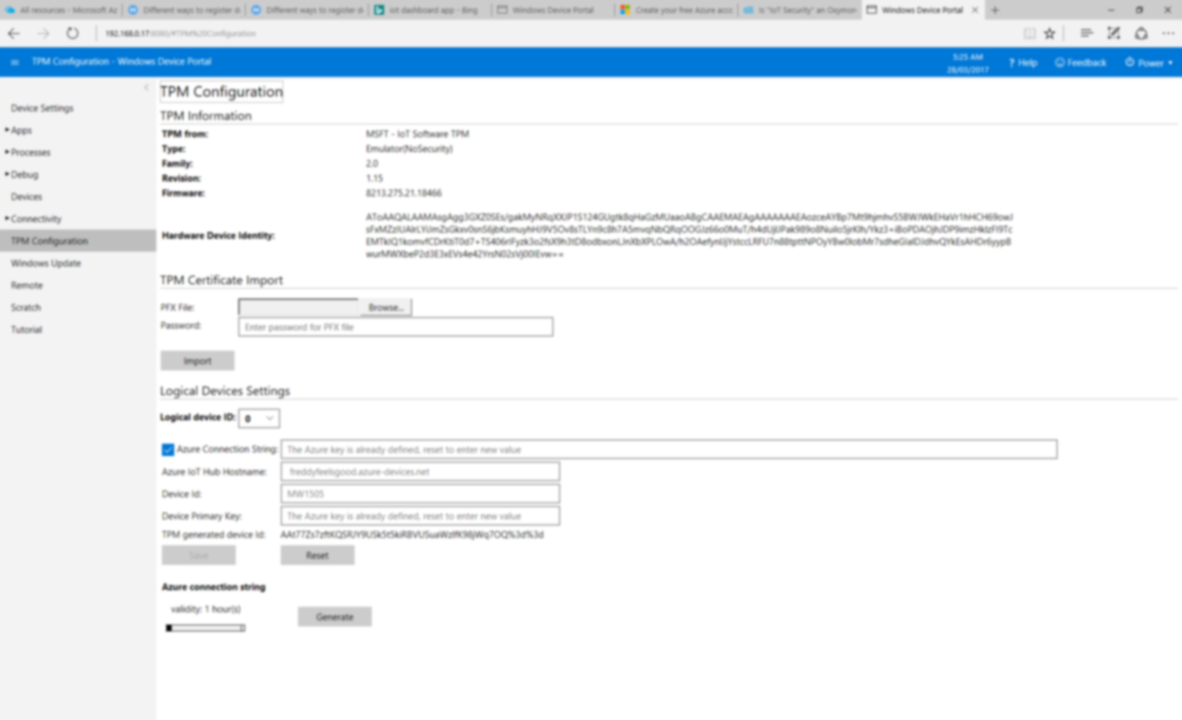 All resources - Microsoft Az
Different ways to register d
Different ways to register d
iot dashboard app - Bing
Windows Device Portal
Create your free Azure acco
Is "IoT Security" an Oxymon
Windows Device Portal
192.168.0.17:8080/#TPM%20Configuration
TPM Configuration - Windows Device Portal
5:25 AM
28/03/2017
? Help
Feedback
Power
Device Settings
Apps
Processes
Debug
Devices
Connectivity
TPM Configuration
Windows Update
Remote
Scratch
Tutorial
TPM Configuration
TPM Information
TPM from: MSFT - IoT Software TPM
Type: Emulator(NoSecurity)
Family: 2.0
Revision: 1.15
Firmware: 8213.275.21.18466
Hardware Device Identity:
TPM Certificate Import
PFX File: Browse...
Password: Enter password for PFX file
Import
Logical Devices Settings
Logical device ID: 0
Azure Connection String: The Azure key is already defined, reset to enter new value
Azure IoT Hub Hostname: freddyfeelsgood.azure-devices.net
Device Id: MW1505
Device Primary Key: The Azure key is already defined, reset to enter new value
TPM generated device Id:
Save Reset
Azure connection string
validity: 1 hour(s)
Generate